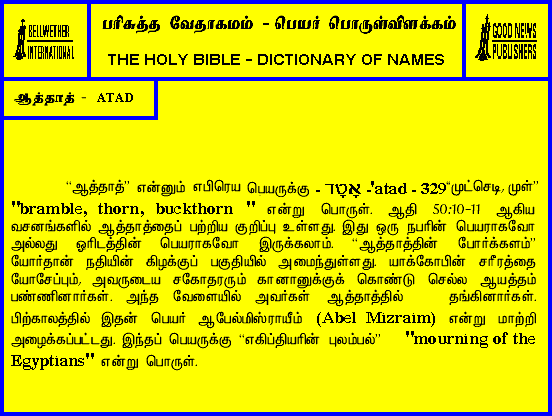 BELLWETHER
INTERNATIONAL
பரிசுத்த வேதாகமம் - பெயர் பொருள்விளக்கம்
THE HOLY BIBLE - DICTIONARY OF NAMES
GOOD NEWS
PUBLISHERS
ஆத்தாத் - ATAD
“ஆத்தாத்” என்னும் எபிரெய பெயருக்கு - אָטָד -'atad - 329“முட்செடி, முள்”
"bramble, thorn, buckthorn " என்று பொருள். ஆதி 50:10-11 ஆகிய
வசனங்களில் ஆத்தாத்தைப் பற்றிய குறிப்பு உள்ளது. இது ஒரு நபரின் பெயராகவோ
அல்லது ஓரிடத்தின் பெயராகவோ இருக்கலாம். “ஆத்தாத்தின் போர்க்களம்”
யோர்தான் நதியின் கிழக்குப் பகுதியில் அமைந்துள்ளது. யாக்கோபின் சரீரத்தை
யோசேப்பும், அவருடைய சகோதரரும் கானானுக்குக் கொண்டு செல்ல ஆயத்தம்
பண்ணினார்கள். அந்த வேளையில் அவர்கள் ஆத்தாத்தில் தங்கினார்கள்.
பிற்காலத்தில் இதன் பெயர் ஆபேல்மிஸ்ராயீம் (Abel Mizraim) என்று மாற்றி
அழைக்கப்பட்டது. இந்தப் பெயருக்கு “எகிப்தியரின் புலம்பல்” "mourning of the
Egyptians" என்று பொருள்.